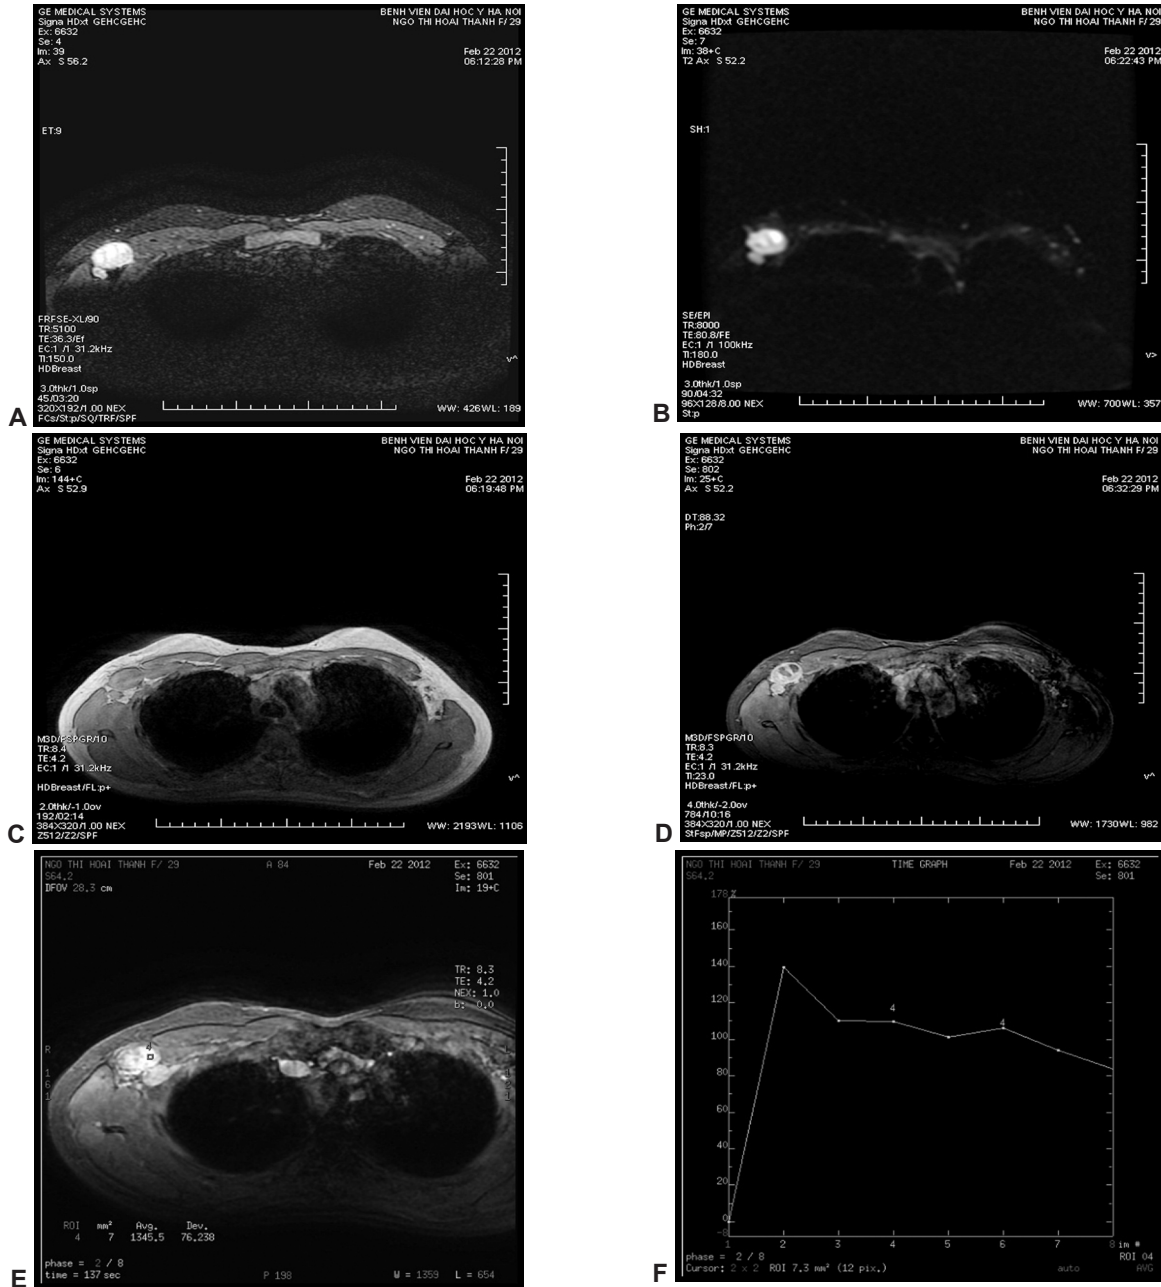 GE MEDICAL SYSTEMS
Signa HDxt GEHCGEHC
Ex: 6632
Se: 4
Im: 39
Ax S 56.2
BENH VIEN DAI HOC Y HA NOI
NGO THI HOAI THANH F/ 29
Feb 22 2012
06:12:28 PM
ET:9
FRFSE-XL/90
TR:5100
TE:36.3/Ef
EC:1 /1 31.2kHz
TI:150.0
HDBreast
3.0thk/1.0sp
45/03:20
320X192/1.00 NEX
FCs/St:p/SQ/TRF/SPF
v^
WW: 426WL: 189
A
GE MEDICAL SYSTEMS
Signa HDxt GEHCGEHC
Ex: 6632
Se: 7
Im: 38+C
T2 Ax S 52.2
BENH VIEN DAI HOC Y HA NOI
NGO THI HOAI THANH F/ 29
Feb 22 2012
06:22:43 PM
SH:1
SE/EPI
TR:8000
TE:80.8/FE
EC:1 /1 100kHz
TI:180.0
HDBreast
3.0thk/1.0sp
90/04:32
96X128/8.00 NEX
St:p
v>
WW: 700WL: 357
B
GE MEDICAL SYSTEMS
Signa HDxt GEHCGEHC
Ex: 6632
Se: 6
Im: 144+C
Ax S 52.9
BENH VIEN DAI HOC Y HA NOI
NGO THI HOAI THANH F/ 29
Feb 22 2012
06:19:48 PM
M3D/FSPGR/10
TR:8.4
TE:4.2
EC:1 /1 31.2kHz
HDBreast/FL:p+
2.0thk/-1.0ov
192/02:14
384X320/1.00 NEX
Z512/Z2/SPF
v^
WW: 2193WL: 1106
C
GE MEDICAL SYSTEMS
Signa HDxt GEHCGEHC
Ex: 6632
Se: 802
Im: 25+C
Ax S 52.2
BENH VIEN DAI HOC Y HA NOI
NGO THI HOAI THANH F/ 29
Feb 22 2012
06:32:29 PM
DT:88.32
Ph:2/7
M3D/FSPGR/10
TR:8.3
TE:4.2
EC:1 /1 31.2kHz
TI:23.0
HDBreast/FL:p+
4.0thk/-2.0ov
784/10:16
384X320/1.00 NEX
StFsp/MP/Z512/Z2/SPF
v^
WW: 1730WL: 982
D
NGO THI HOAI THANH F/ 29 A 84 Feb 22 2012 Ex: 6632
S64.2 Se: 801
DFOV 28.3 cm Im: 19+C
TR: 8.3
TE: 4.2
NEX: 1.0
b: 0.0
4
R
1
6
1
ROI mm² Avg. Dev.
4 7 1345.5 76.238
phase = 2 / 8
time = 137 sec P 198 W = 1359 L = 654
E
NGO THI HOAI THANH F/ 29 TIME GRAPH Feb 22 2012 Ex: 6632
S64.2 Se: 801
178%
160
140
120
100
80
60
40
20
0
-8
4
4
1 2 3 4 5 6 7 8 im #
phase = 2 / 8 ROI 04
Cursor: 2 x 2 ROI 7.3 mm² (12 pix.) auto AVG
F